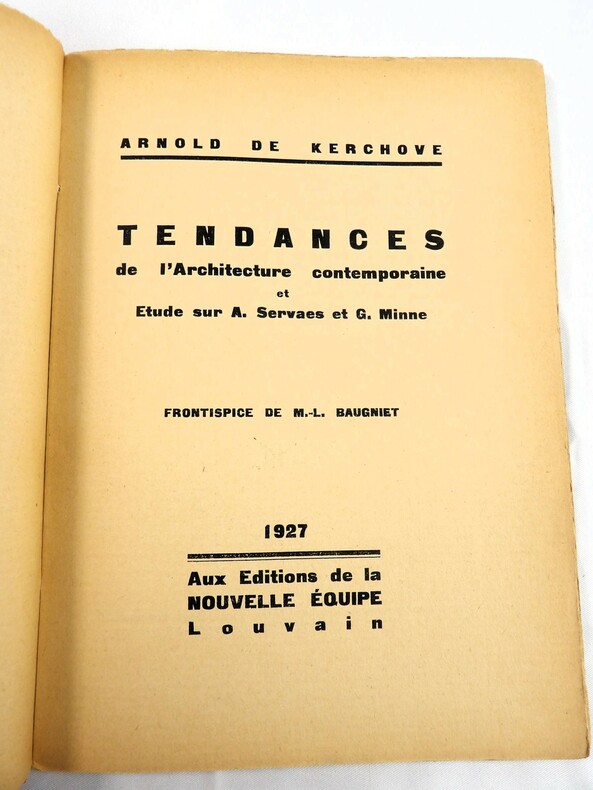 ARNOLD DE KERCHOVE
TENDANCES
de l'Architecture contemporaine
et
Etude sur A. Servaes et G. Minne
FRONTISPICE DE M.-L. BAUGNIET
1927
Aux Editions de la
NOUVELLE ÉQUIPE
Louvain